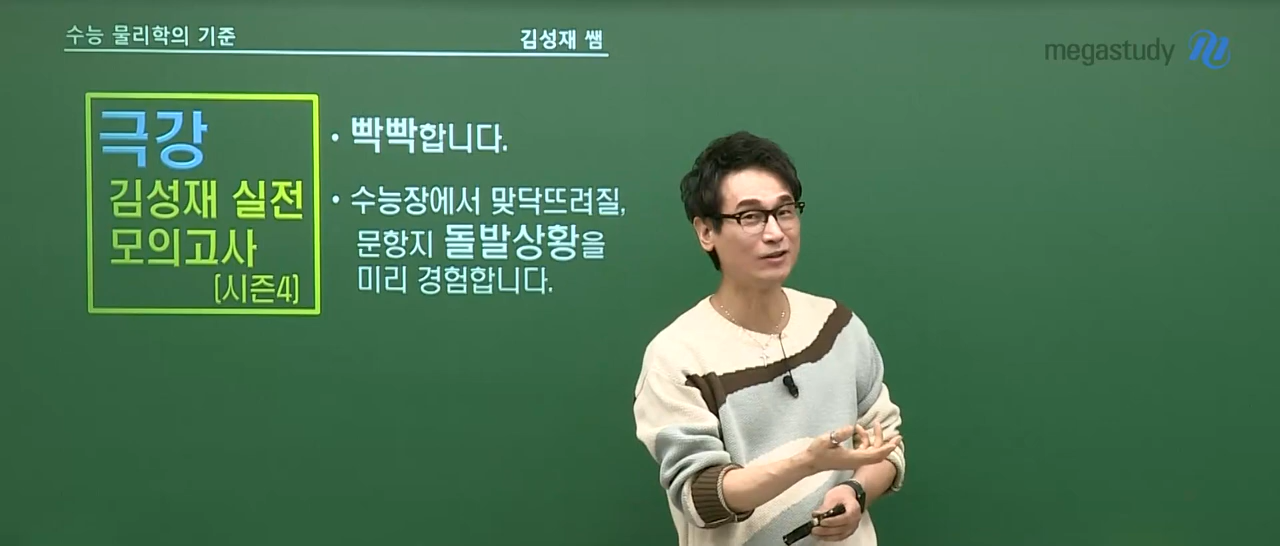 수능 물리학의 기준
김성재 쌤
megastudy
극강
김성재 실전
모의고사
[시즌4]
• 빡빡합니다.
• 수능장에서 맞닥뜨려질,
문항지 돌발상황을
미리 경험합니다.